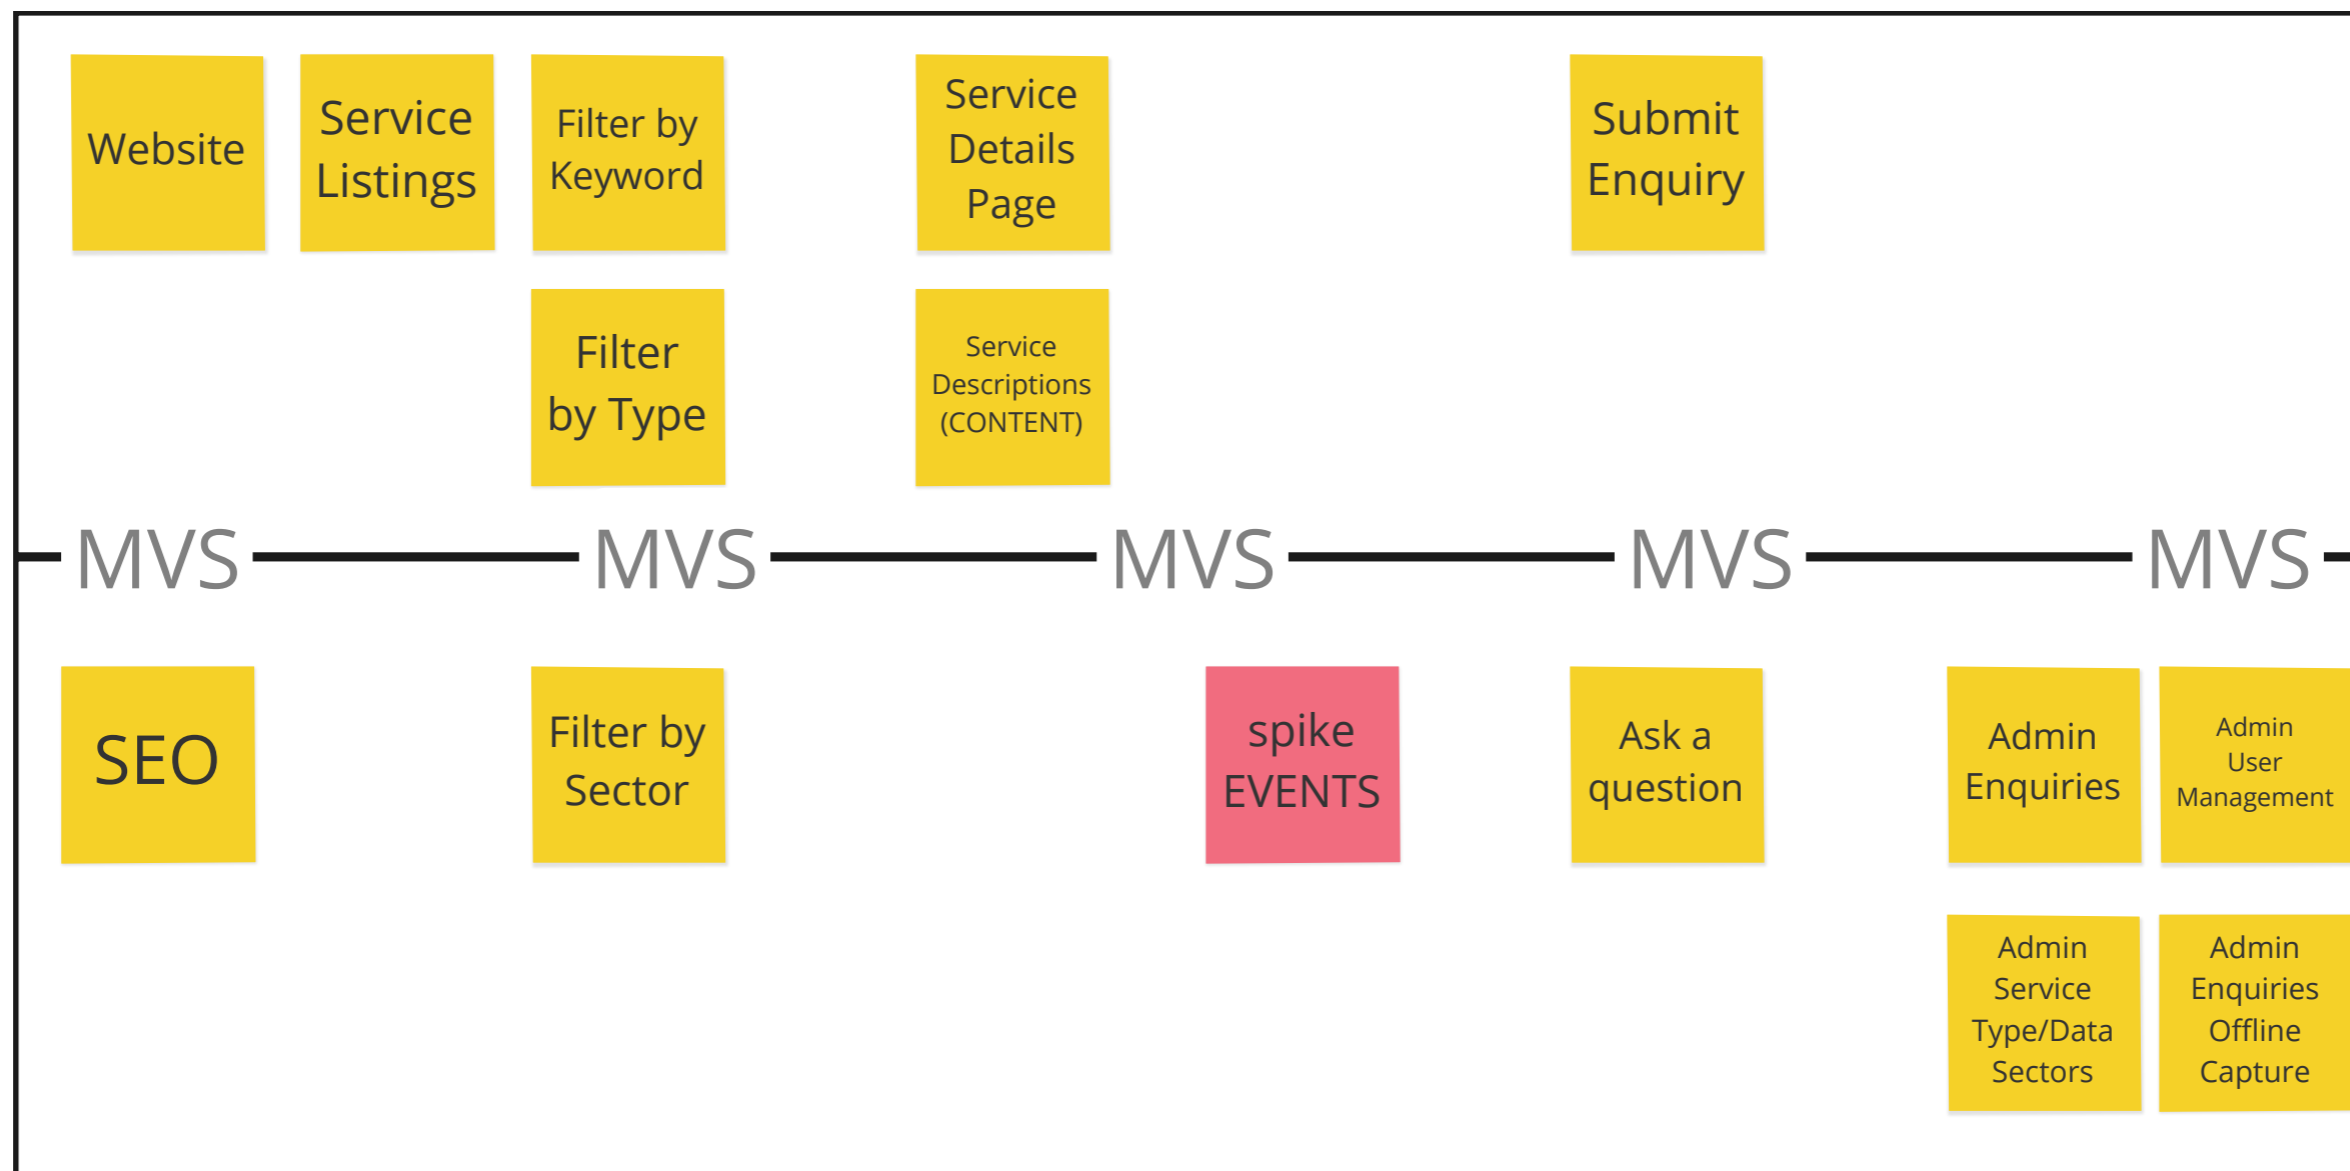 Website
Service
Listings
Filter by
Keyword
Service
Details
Page
Submit
Enquiry
Filter
by Type
Service
Descriptions
(CONTENT)
MVS
MVS
MVS
MVS
MVS
SEO
Filter by
Sector
spike
EVENTS
Ask a
question
Admin
Enquiries
Admin
User
Management
Admin
Service
Type/Data
Sectors
Admin
Enquiries
Offline
Capture